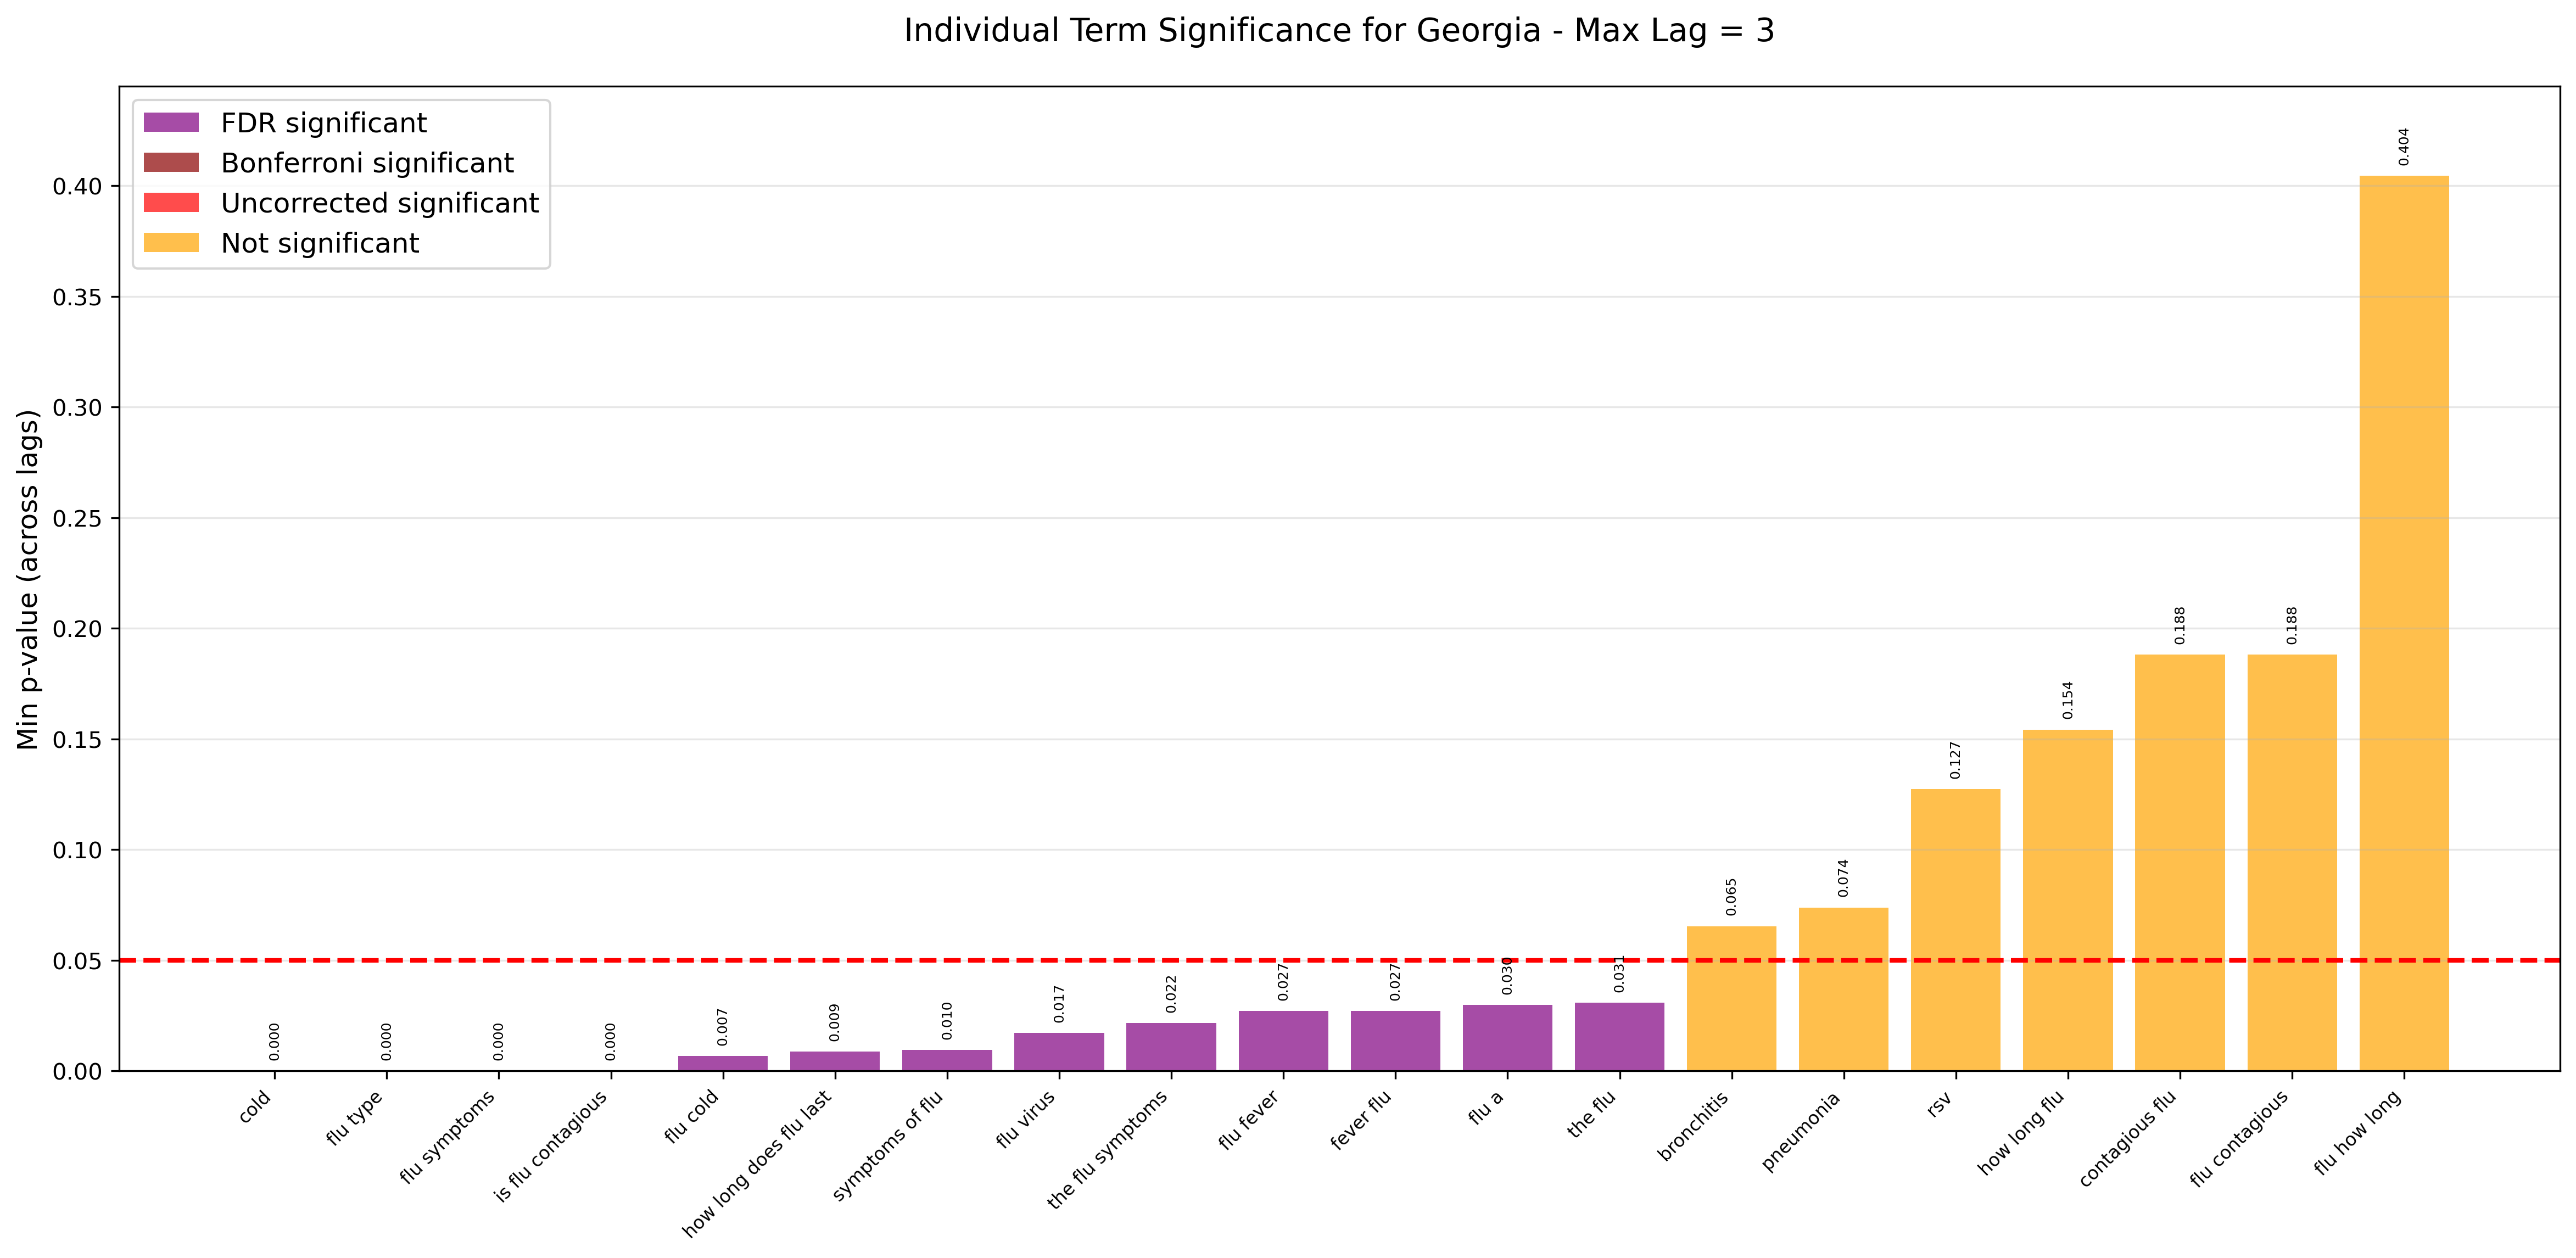 Individual Term Significance for Georgia - Max Lag = 3
FDR significant
Bonferroni significant
Uncorrected significant
Not significant
Min p-value (across lags)
0.40
0.35
0.30
0.25
0.20
0.15
0.10
0.05
0.00
0.000
0.000
0.000
0.000
0.007
0.009
0.010
0.017
0.022
0.027
0.027
0.030
0.031
0.065
0.074
0.127
0.154
0.188
0.188
0.404
cold
flu type
flu symptoms
is flu contagious
flu cold
how long does flu last
symptoms of flu
flu virus
the flu symptoms
flu fever
fever flu
flu a
the flu
bronchitis
pneumonia
rsv
how long flu
contagious flu
flu contagious
flu how long